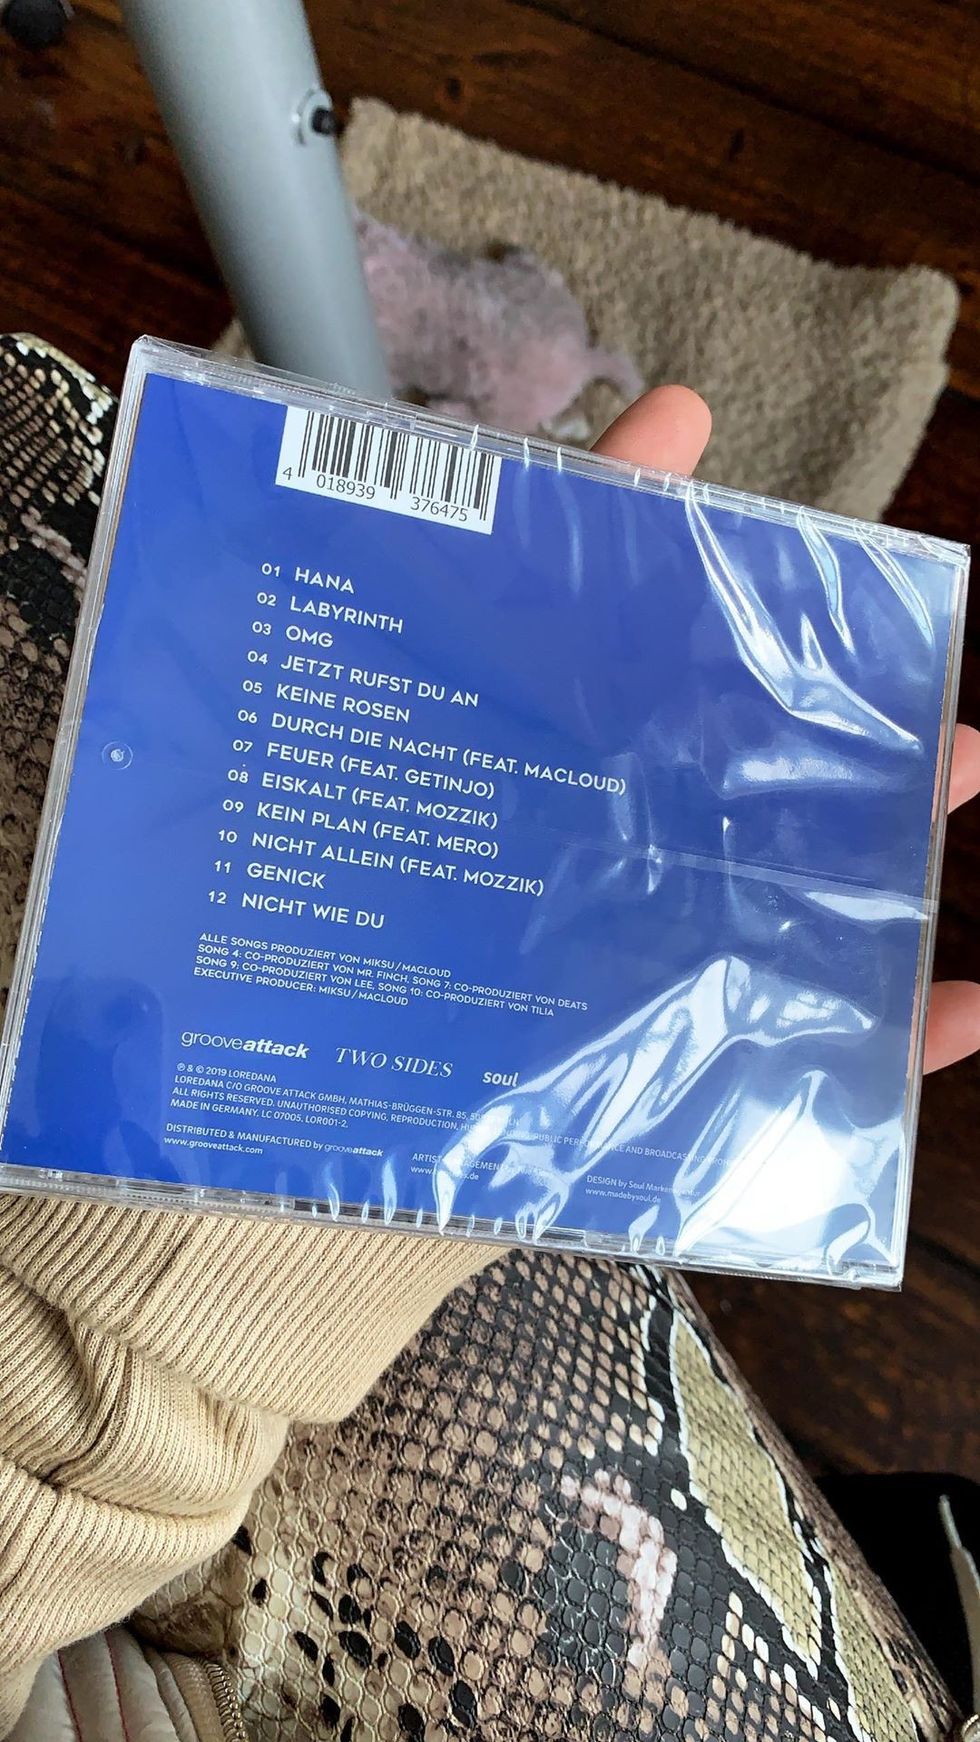 4 018939 376475
01 HANA
02 LABYRINTH
03 OMG
04 JETZT RUFST DU AN
05 KEINE ROSEN
06 DURCH DIE NACHT (FEAT. MACLOUD)
07 FEUER (FEAT. GETINJO)
08 EISKALT (FEAT. MOZZIK)
09 KEIN PLAN (FEAT. MERO)
10 NICHT ALLEIN (FEAT. MOZZIK)
11 GENICK
12 NICHT WIE DU
ALLE SONGS PRODUZIERT VON MIKSU/MACLOUD
SONG 4: CO-PRODUZIERT VON MR. FINCH, SONG 7: CO-PRODUZIERT VON DEATS
SONG 9: CO-PRODUZIERT VON LEE, SONG 10: CO-PRODUZIERT VON TILIA
EXECUTIVE PRODUCER: MIKSU/MACLOUD
grooveattack TWO SIDES soul
℗ & © 2019 LOREDANA
LOREDANA C/O GROOVE ATTACK GMBH, MATHIAS-BRÜGGEN-STR. 85,
ALL RIGHTS RESERVED. UNAUTHORISED COPYING, REPRODUCTION, PUBLIC PERFORMANCE AND BROADCASTING
MADE IN GERMANY. LC 07005. LOR001-2.
DISTRIBUTED & MANUFACTURED by grooveattack
www.grooveattack.com
DESIGN by Soul Markenagentur
www.madebysoul.de